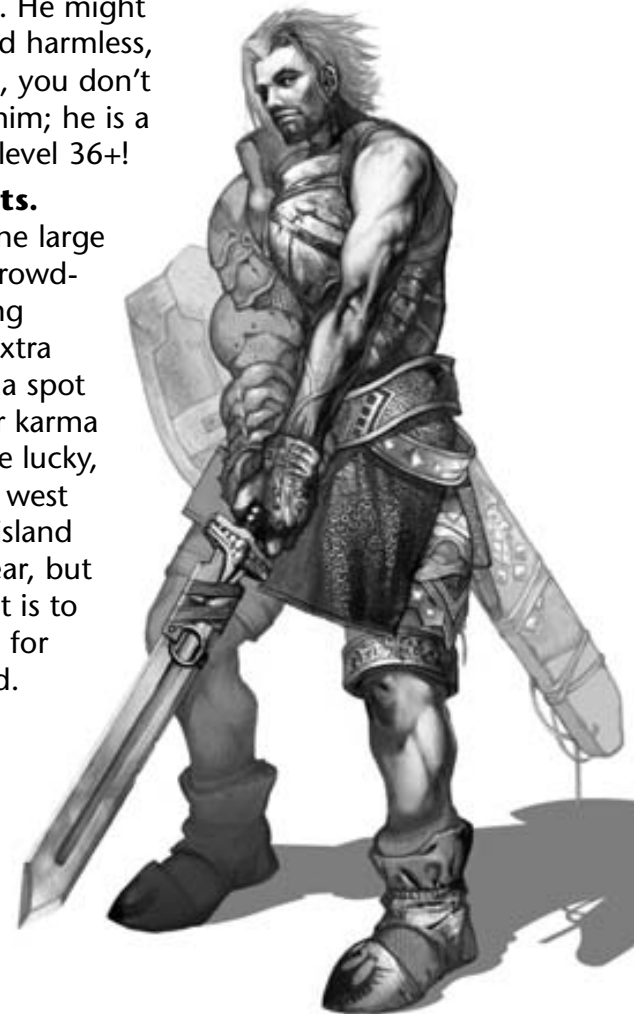 . He might
d harmless,
, you don't
him; he is a
level 36+!
ts.
he large
rowd-
ng
xtra
a spot
r karma
e lucky,
west
island
ear, but
t is to
for
d.